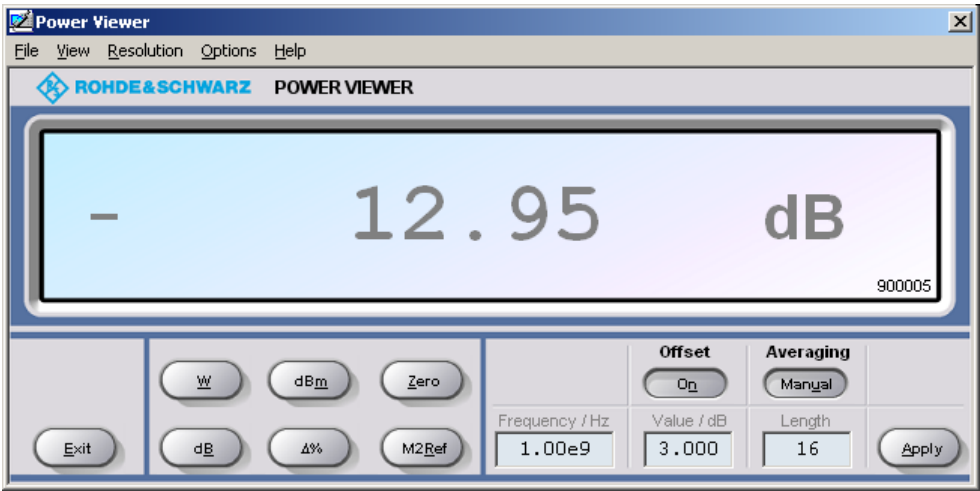 Power Viewer
File View Resolution Options Help
ROHDE&SCHWARZ POWER VIEWER
- 12.95 dB
900005
Offset Averaging
W dBm Zero On Manual
Frequency / Hz Value / dB Length
Exit dB Δ% M2Ref 1.00e9 3.000 16 Apply